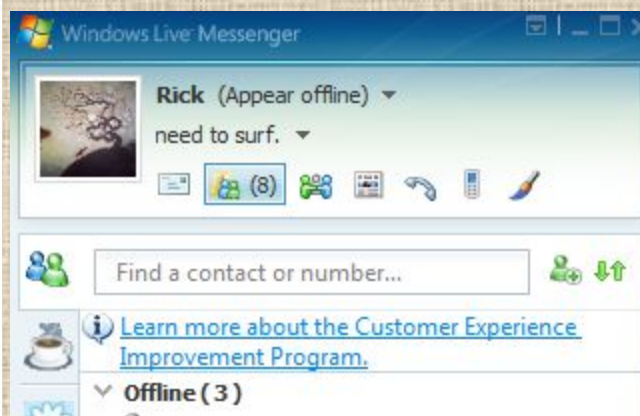 Windows Live Messenger
Rick (Appear offline)
need to surf.
(8)
Find a contact or number...
Learn more about the Customer Experience
Improvement Program.
Offline (3)